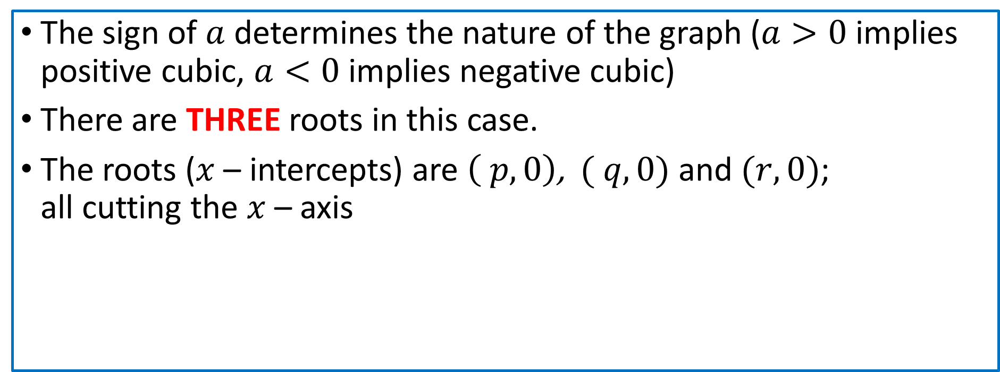 • The sign of 𝑎 determines the nature of the graph (𝑎 > 0 implies
positive cubic, 𝑎 < 0 implies negative cubic)
• There are THREE roots in this case.
• The roots (𝑥 – intercepts) are ( 𝑝, 0), ( 𝑞, 0) and (𝑟, 0);
all cutting the 𝑥 – axis